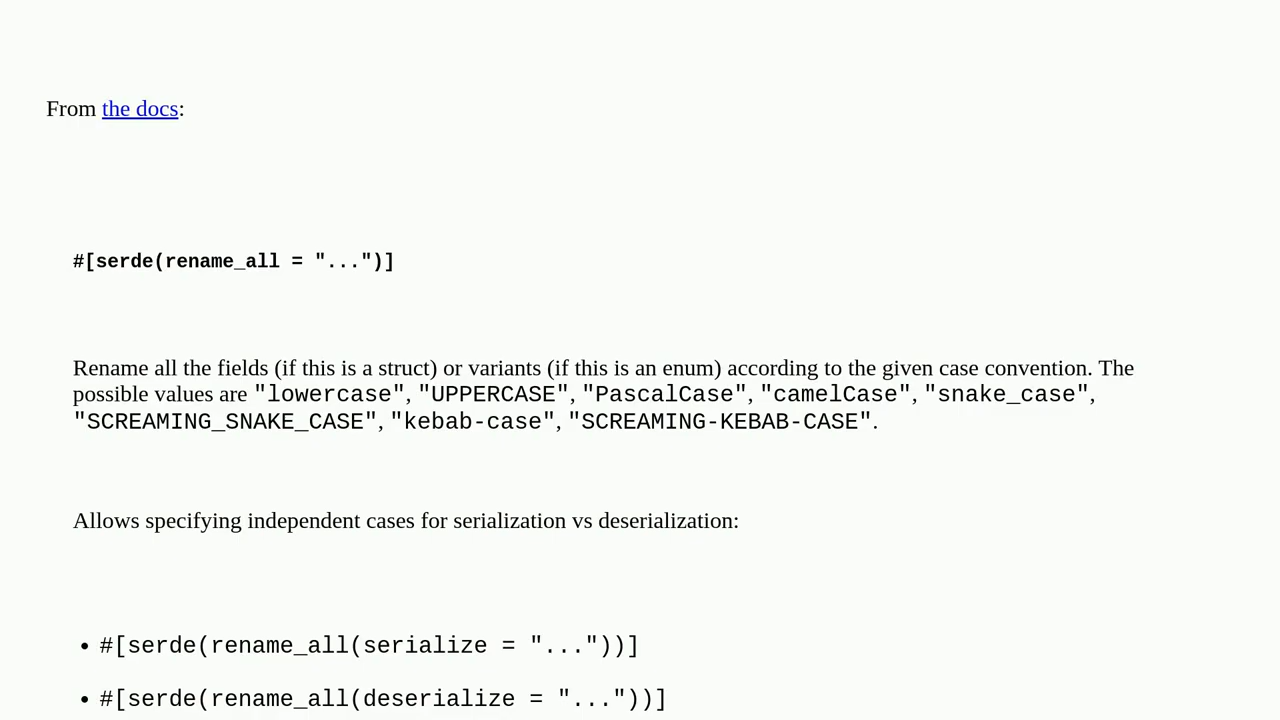 From the docs:
#[serde(rename_all = "...")]
Rename all the fields (if this is a struct) or variants (if this is an enum) according to the given case convention. The
possible values are "lowercase", "UPPERCASE", "PascalCase", "camelCase", "snake_case",
"SCREAMING_SNAKE_CASE", "kebab-case", "SCREAMING-KEBAB-CASE".
Allows specifying independent cases for serialization vs deserialization:
• #[serde(rename_all(serialize = "..."))]
• #[serde(rename_all(deserialize = "..."))]